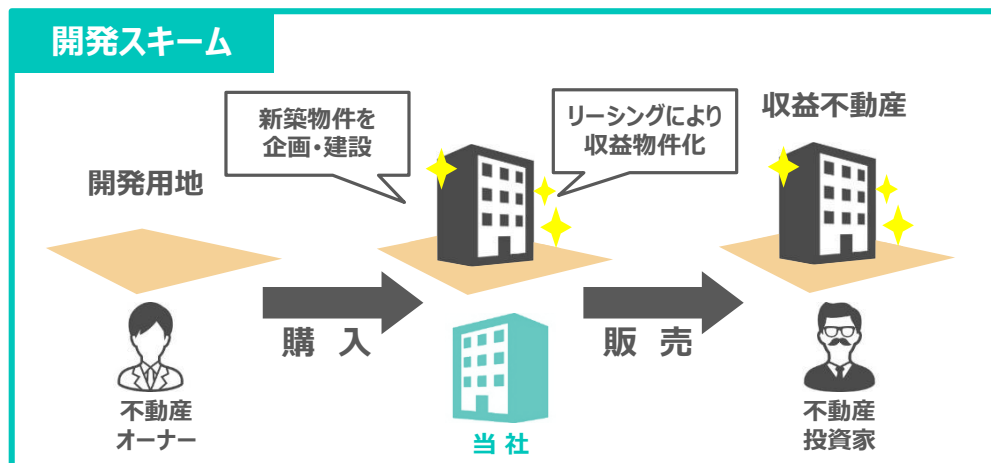 開発スキーム
新築物件を
企画・建設
リーシングにより
収益物件化
収益不動産
開発用地
購 入
販 売
不動産
オーナー
当 社
不動産
投資家